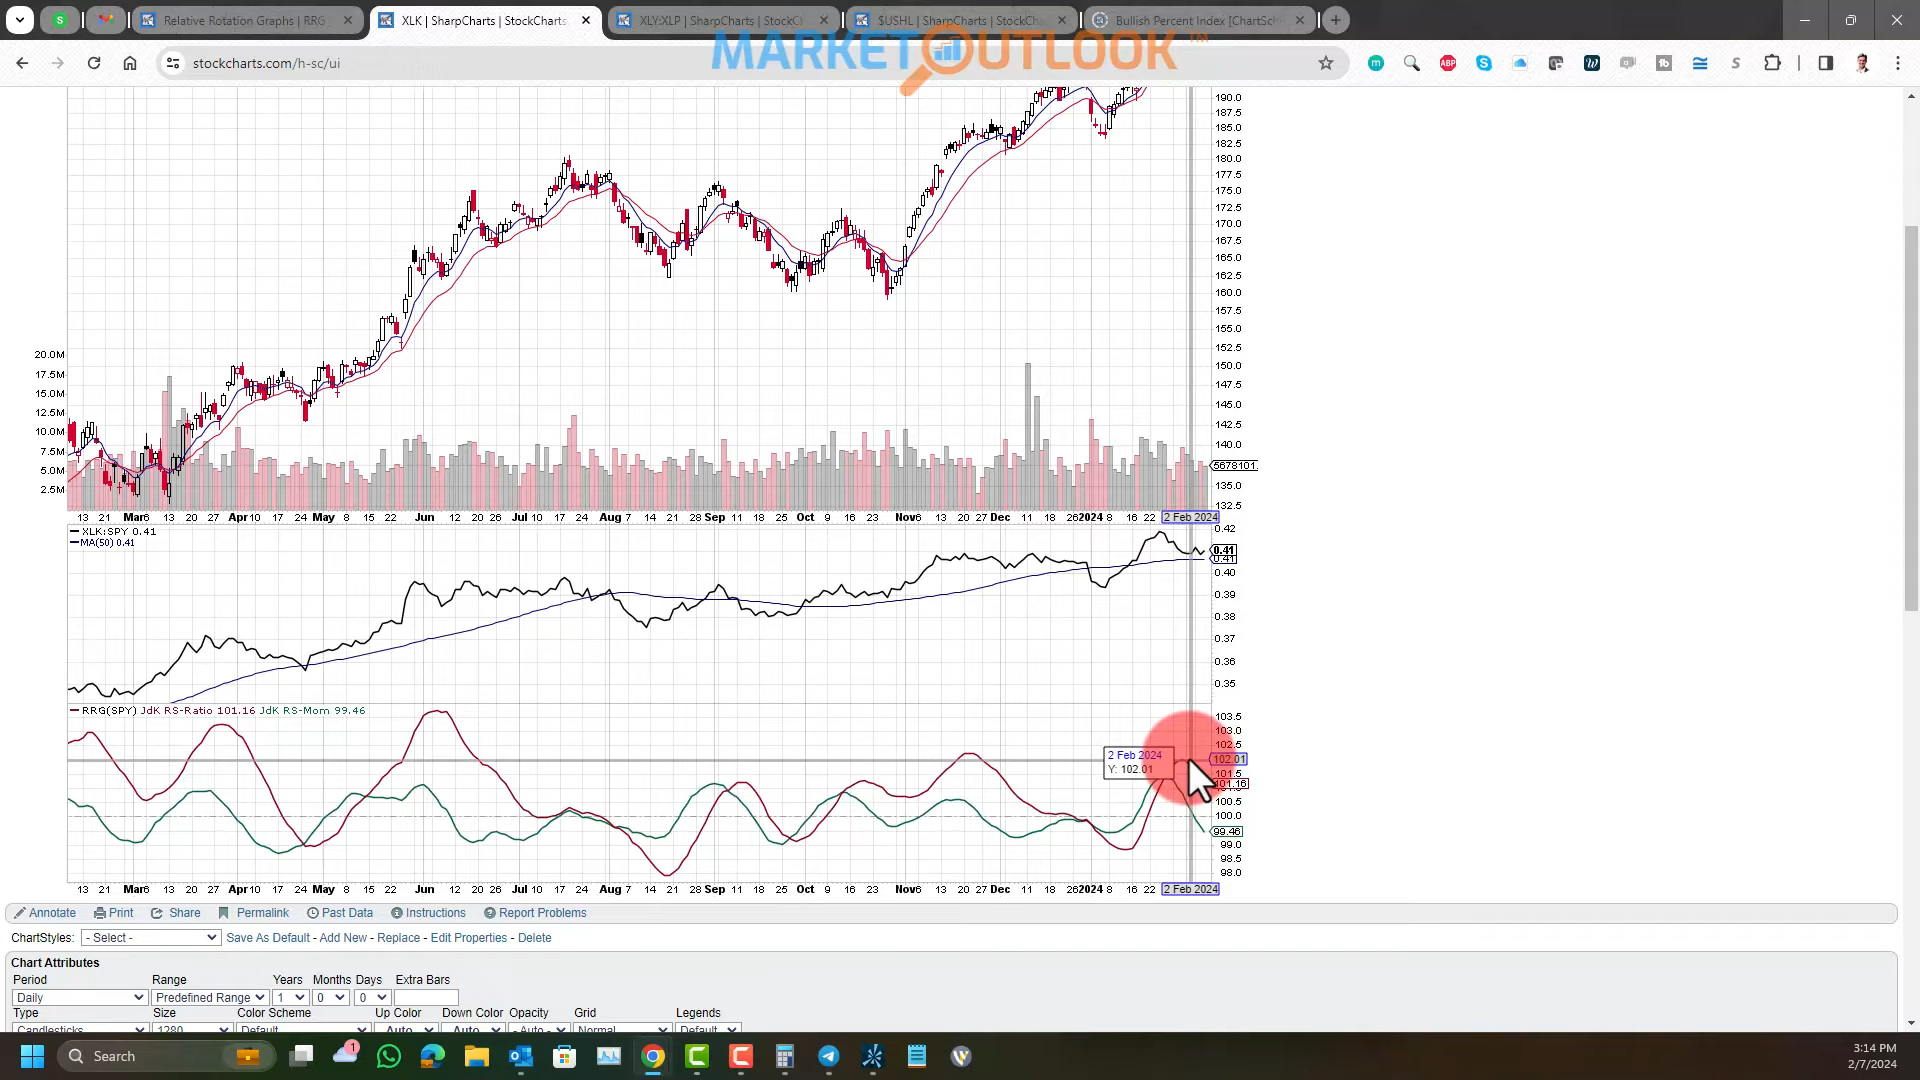 Relative Rotation Graphs | RRG
XLK | SharpCharts | StockCharts
XLY:XLP | SharpCharts | StockCh
$USHL | SharpCharts | StockCha
Bullish Percent Index [ChartSch
MARKET OUTLOOK ™
stockcharts.com/h-sc/ui
190.0
187.5
185.0
182.5
180.0
177.5
175.0
172.5
170.0
167.5
165.0
162.5
160.0
157.5
155.0
152.5
150.0
147.5
145.0
142.5
140.0
135.0
132.5
20.0M
17.5M
15.0M
12.5M
10.0M
7.5M
5.0M
2.5M
5678101.
13 21 Mar 6 13 20 27 Apr 10 17 24 May 8 15 22 Jun 12 20 26 Jul 10 17 24 Aug 7 14 21 28 Sep 11 18 25 Oct 9 16 23 Nov 6 13 20 27 Dec 11 18 26 2024 8 16 22 2 Feb 2024
XLK:SPY 0.41
MA(50) 0.41
0.42
0.41
0.41
0.40
0.39
0.38
0.37
0.36
0.35
RRG(SPY) JdK RS-Ratio 101.16 JdK RS-Mom 99.46
103.5
103.0
102.5
102.01
101.5
101.16
100.5
100.0
99.46
99.0
98.5
98.0
2 Feb 2024
Y: 102.01
13 21 Mar 6 13 20 27 Apr 10 17 24 May 8 15 22 Jun 12 20 26 Jul 10 17 24 Aug 7 14 21 28 Sep 11 18 25 Oct 9 16 23 Nov 6 13 20 27 Dec 11 18 26 2024 8 16 22 2 Feb 2024
Annotate Print Share Permalink Past Data Instructions Report Problems
ChartStyles: - Select - Save As Default - Add New - Replace - Edit Properties - Delete
Chart Attributes
Period Range Years Months Days Extra Bars
Daily Predefined Range 1 0 0
Type Size Color Scheme Up Color Down Color Opacity Grid Legends
Candlesticks 1280 Default Auto Auto - Auto - Normal Default
Search
1
3:14 PM
2/7/2024